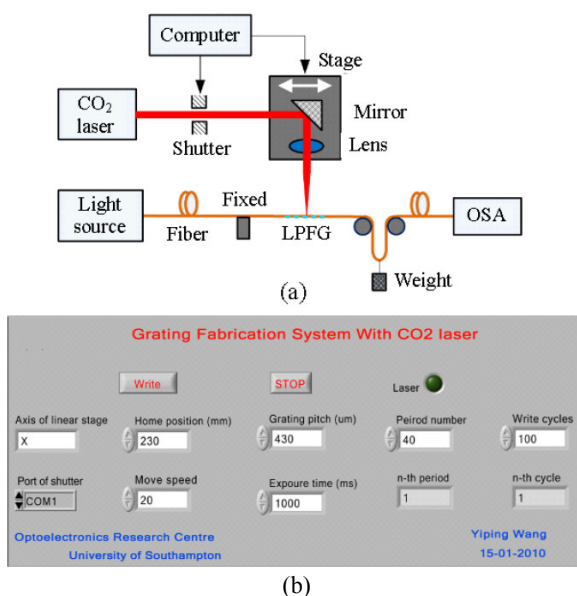 Computer
Stage
CO2
laser
Shutter
Mirror
Lens
Light
source
Fiber
Fixed
LPFG
OSA
Weight
(a)
Grating Fabrication System With CO2 laser
Write
STOP
Laser
Axis of linear stage
Home position (mm)
Grating pitch (um)
Peirod number
Write cycles
X
230
430
40
100
Port of shutter
Move speed
Expoure time (ms)
n-th period
n-th cycle
COM1
20
1000
1
1
Optoelectronics Research Centre
University of Southampton
Yiping Wang
15-01-2010
(b)